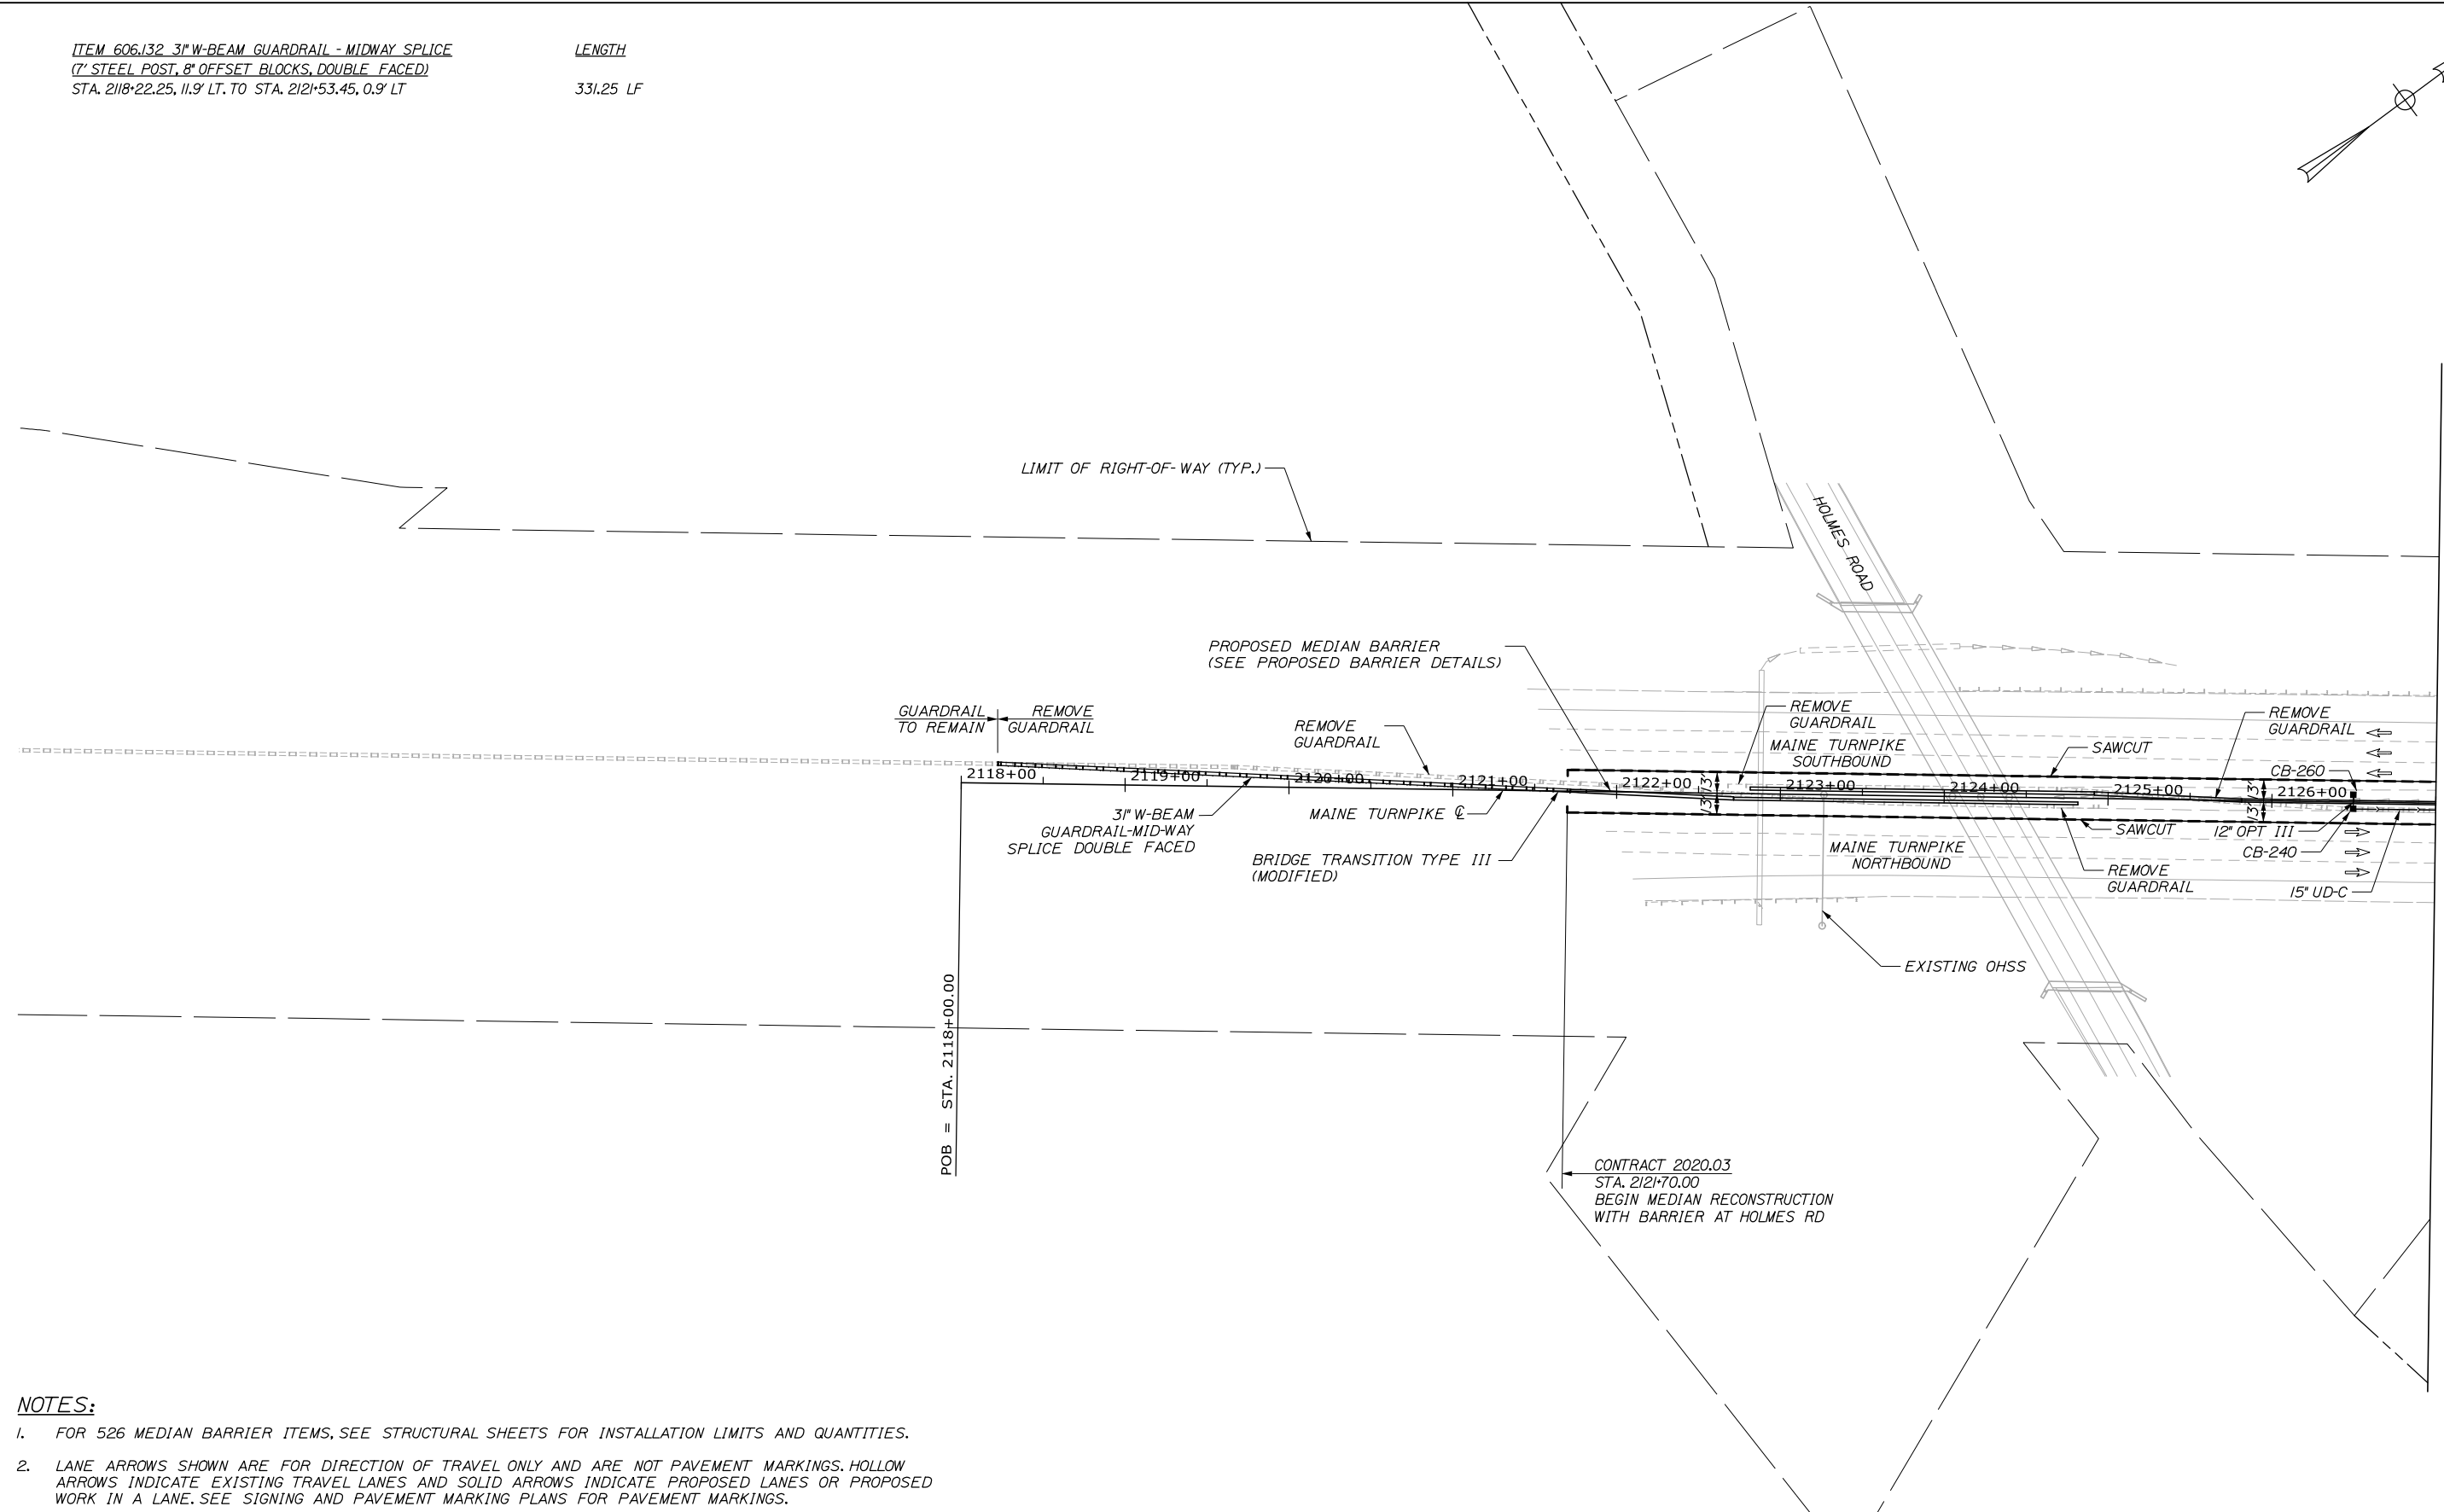 ITEM 606.132 31" W-BEAM GUARDRAIL - MIDWAY SPLICE
LENGTH
(7' STEEL POST, 8" OFFSET BLOCKS, DOUBLE FACED)
STA. 2118+22.25, 11.9' LT. TO STA. 2121+53.45, 0.9' LT
331.25 LF
LIMIT OF RIGHT-OF-WAY (TYP.)
HOLMES ROAD
PROPOSED MEDIAN BARRIER
(SEE PROPOSED BARRIER DETAILS)
GUARDRAIL
TO REMAIN
REMOVE
GUARDRAIL
REMOVE
GUARDRAIL
REMOVE
GUARDRAIL
MAINE TURNPIKE
SOUTHBOUND
SAWCUT
REMOVE
GUARDRAIL
CB-260
2118+00
2119+00
2120+00
2121+00
2122+00
2123+00
2124+00
2125+00
2126+00
13'
13'
13'
13'
31" W-BEAM
GUARDRAIL-MID-WAY
SPLICE DOUBLE FACED
MAINE TURNPIKE ℄
BRIDGE TRANSITION TYPE III
(MODIFIED)
MAINE TURNPIKE
NORTHBOUND
SAWCUT
12" OPT III
CB-240
REMOVE
GUARDRAIL
15" UD-C
EXISTING OHSS
POB = STA. 2118+00.00
CONTRACT 2020.03
STA. 2121+70.00
BEGIN MEDIAN RECONSTRUCTION
WITH BARRIER AT HOLMES RD
NOTES:
1. FOR 526 MEDIAN BARRIER ITEMS, SEE STRUCTURAL SHEETS FOR INSTALLATION LIMITS AND QUANTITIES.
2. LANE ARROWS SHOWN ARE FOR DIRECTION OF TRAVEL ONLY AND ARE NOT PAVEMENT MARKINGS. HOLLOW
ARROWS INDICATE EXISTING TRAVEL LANES AND SOLID ARROWS INDICATE PROPOSED LANES OR PROPOSED
WORK IN A LANE. SEE SIGNING AND PAVEMENT MARKING PLANS FOR PAVEMENT MARKINGS.